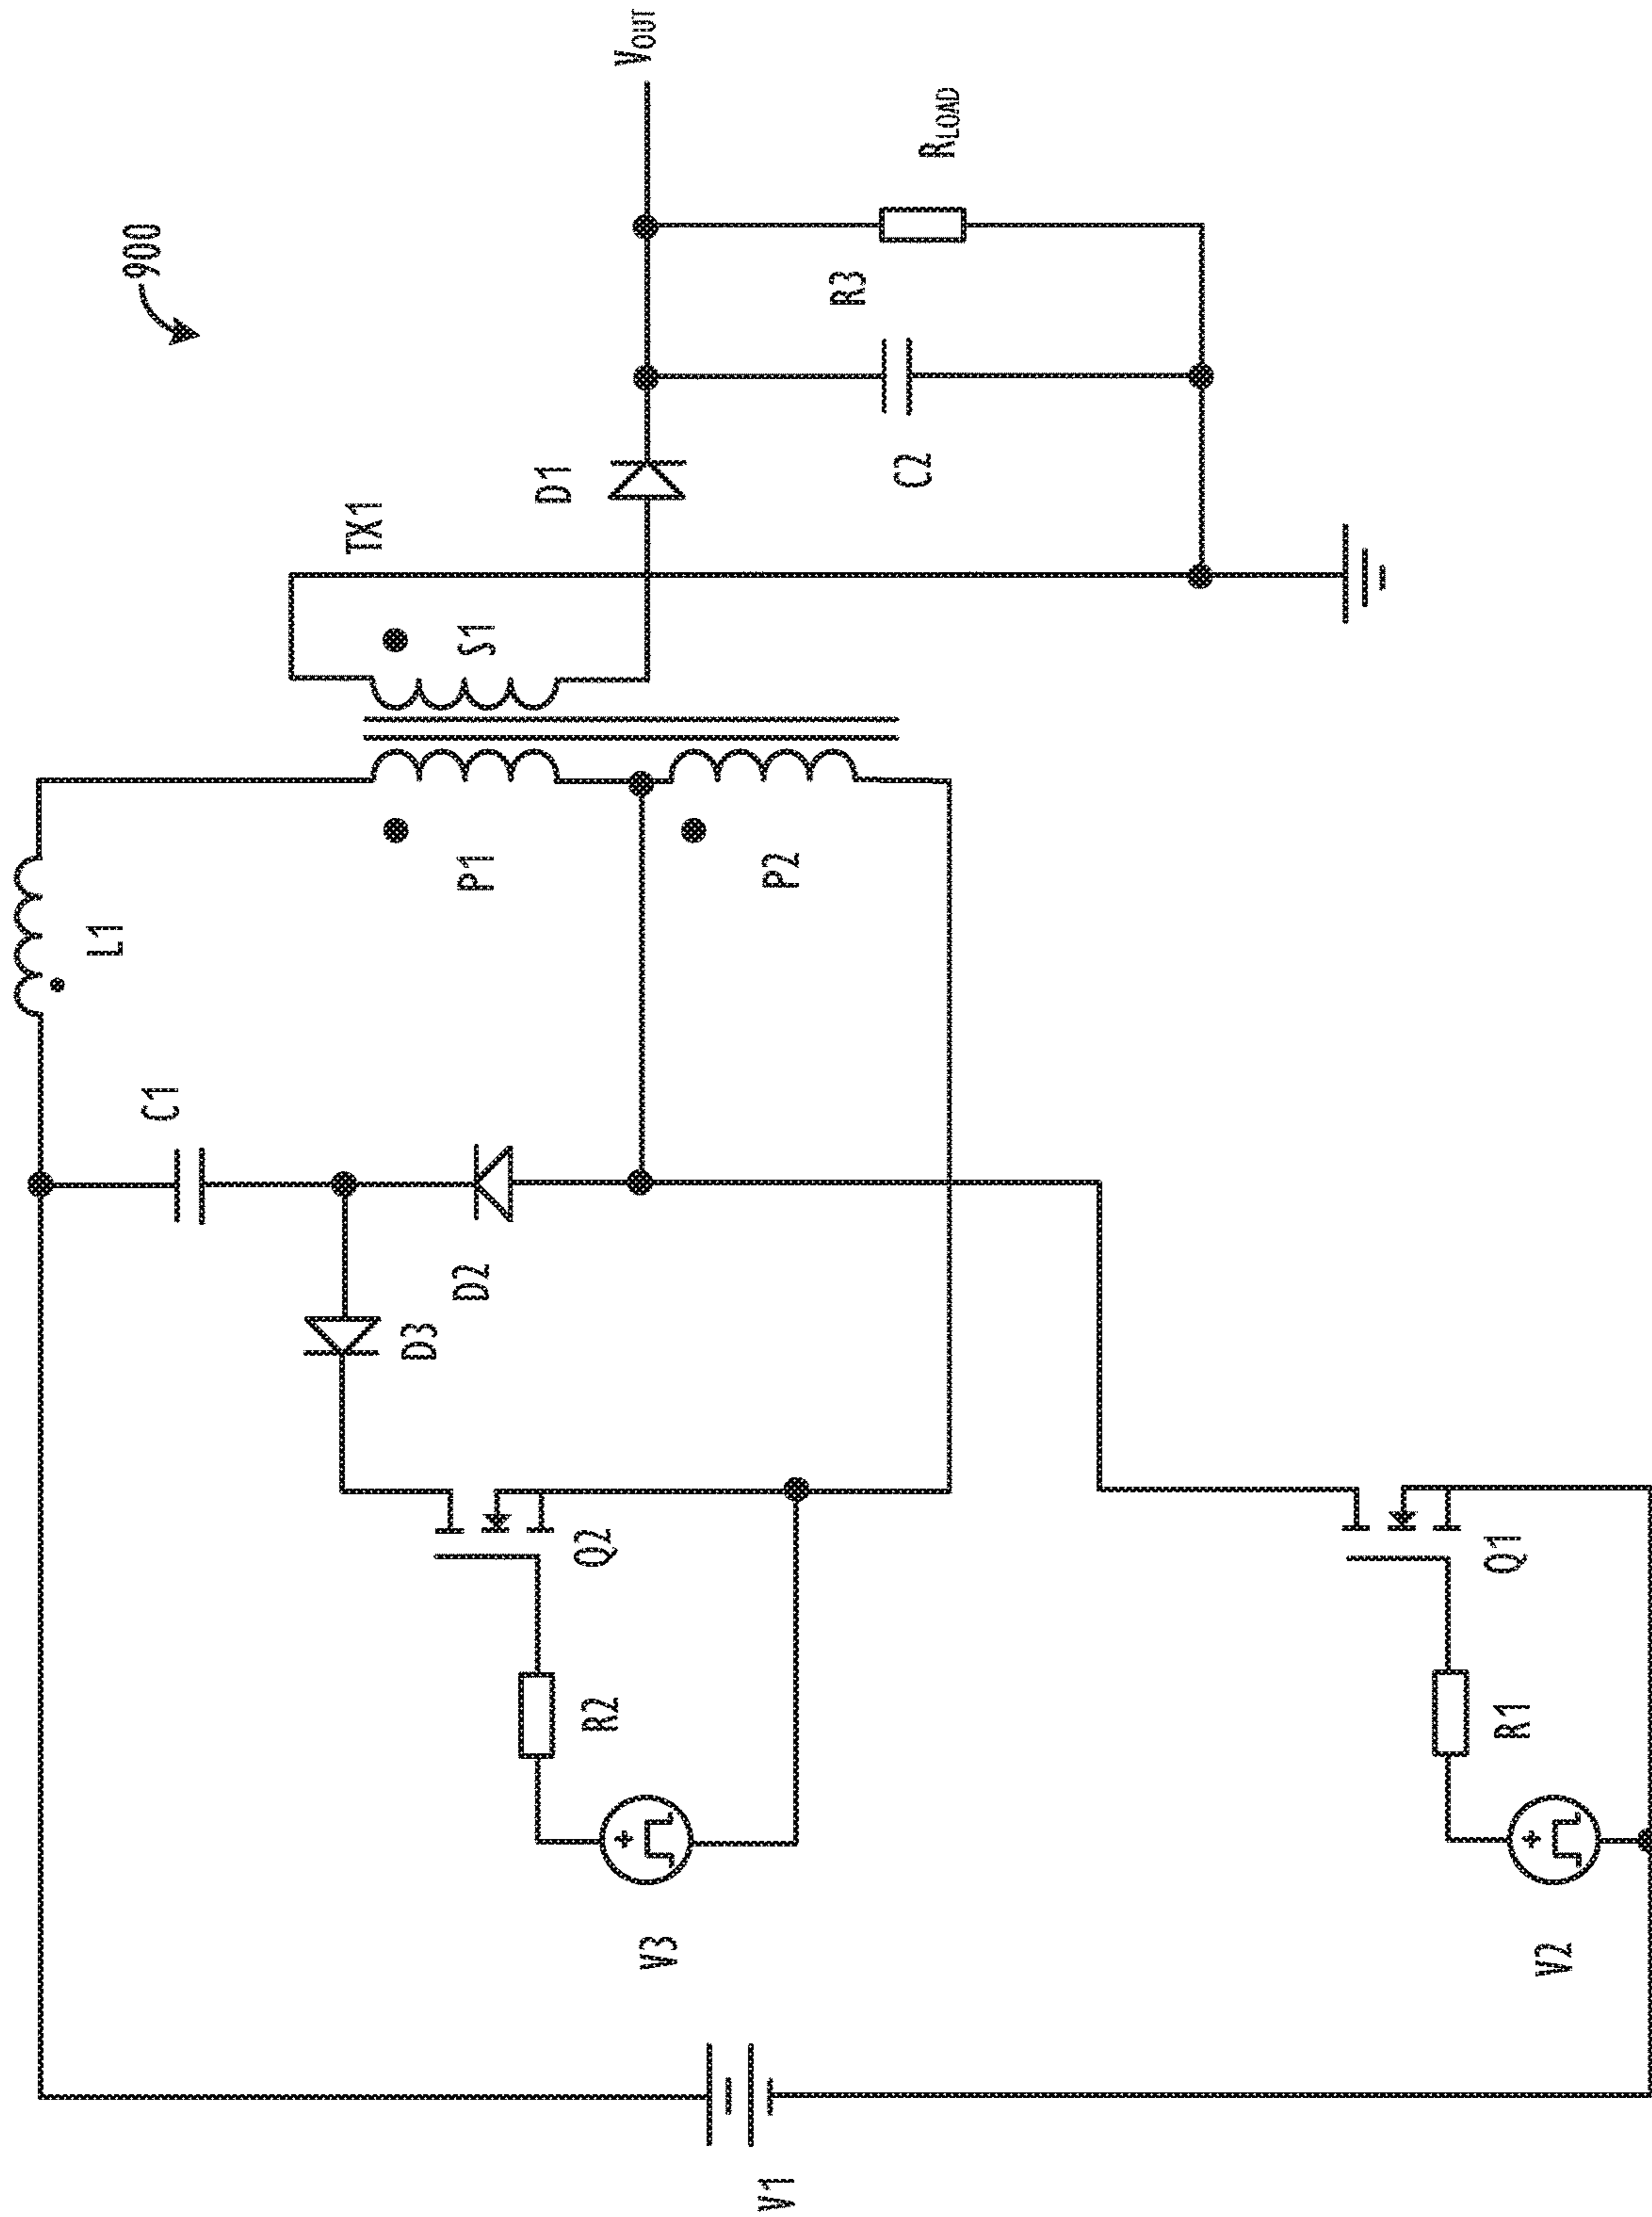 900
L1
C1
TX1
D1
VOUT
S1
P1
D3
D2
R3
RLOAD
P2
C2
Q2
R2
V3
V1
Q1
R1
V2